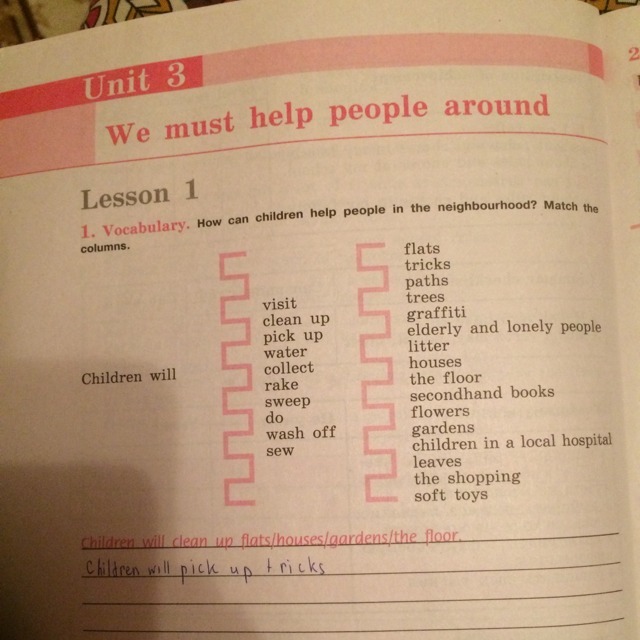 Unit 3
We must help people around
Lesson 1
1. Vocabulary. How can children help people in the neighbourhood? Match the
columns.
Children will
visit
clean up
pick up
water
collect
rake
sweep
do
wash off
sew
flats
tricks
paths
trees
graffiti
elderly and lonely people
litter
houses
the floor
secondhand books
flowers
gardens
children in a local hospital
leaves
the shopping
soft toys
Children will clean up flats/houses/gardens/the floor.
Children will pick up tricks
2